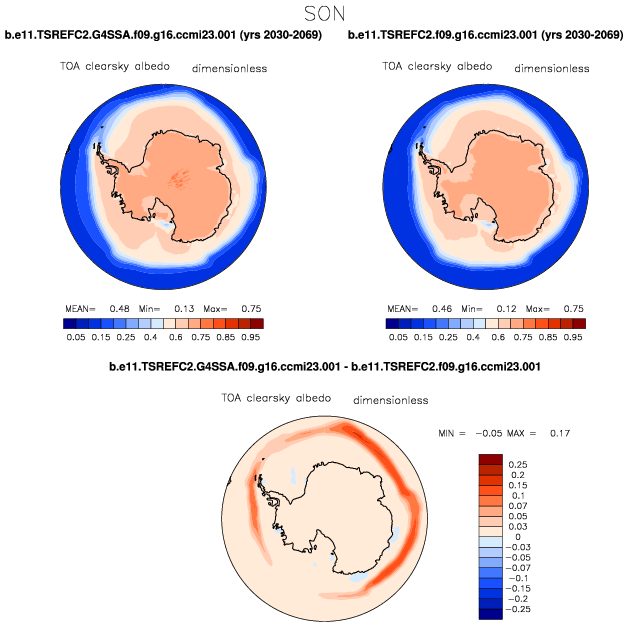 SON
b.e11.TSREFC2.G4SSA.f09.g16.ccmi23.001 (yrs 2030-2069)
b.e11.TSREFC2.f09.g16.ccmi23.001 (yrs 2030-2069)
TOA clearsky albedo dimensionless
TOA clearsky albedo dimensionless
MEAN= 0.48 Min= 0.13 Max= 0.75
0.05 0.15 0.25 0.4 0.6 0.75 0.85 0.95
MEAN= 0.46 Min= 0.12 Max= 0.75
0.05 0.15 0.25 0.4 0.6 0.75 0.85 0.95
b.e11.TSREFC2.G4SSA.f09.g16.ccmi23.001 - b.e11.TSREFC2.f09.g16.ccmi23.001
TOA clearsky albedo dimensionless
MIN = -0.05 MAX = 0.17
0.25
0.2
0.15
0.1
0.07
0.05
0.03
0
-0.03
-0.05
-0.07
-0.1
-0.15
-0.2
-0.25